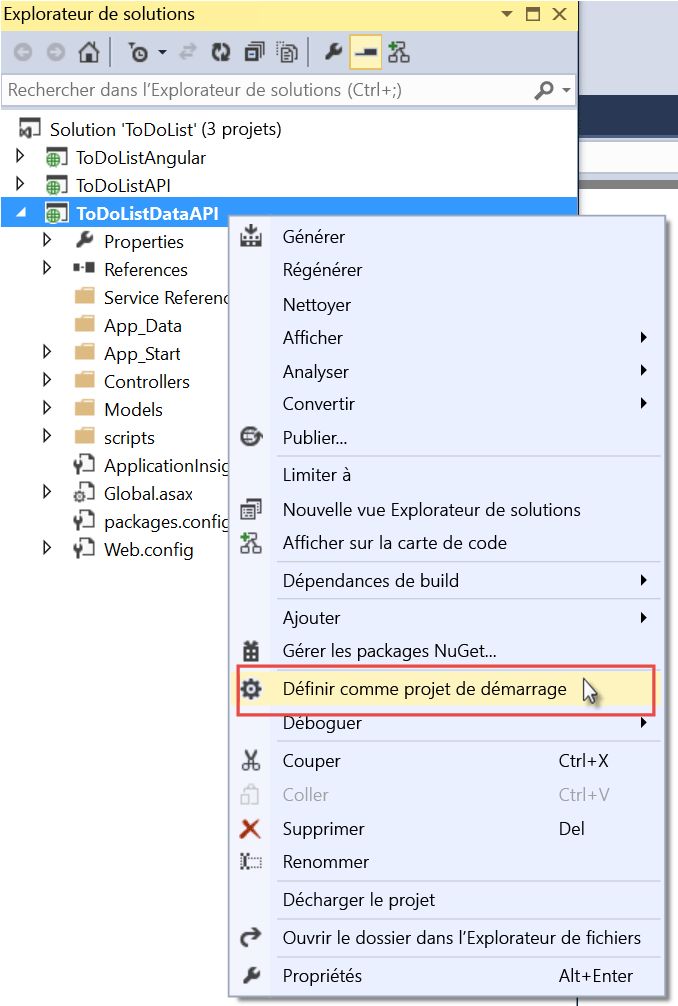 Explorateur de solutions
Rechercher dans l'Explorateur de solutions (Ctrl+;)
Solution 'ToDoList' (3 projets)
ToDoListAngular
ToDoListAPI
ToDoListDataAPI
Properties
References
Service Referenc
App_Data
App_Start
Controllers
Models
scripts
ApplicationInsig
Global.asax
packages.config
Web.config
Générer
Régénérer
Nettoyer
Afficher
Analyser
Convertir
Publier...
Limiter à
Nouvelle vue Explorateur de solutions
Afficher sur la carte de code
Dépendances de build
Ajouter
Gérer les packages NuGet...
Définir comme projet de démarrage
Déboguer
Couper Ctrl+X
Coller Ctrl+V
Supprimer Del
Renommer
Décharger le projet
Ouvrir le dossier dans l'Explorateur de fichiers
Propriétés Alt+Enter